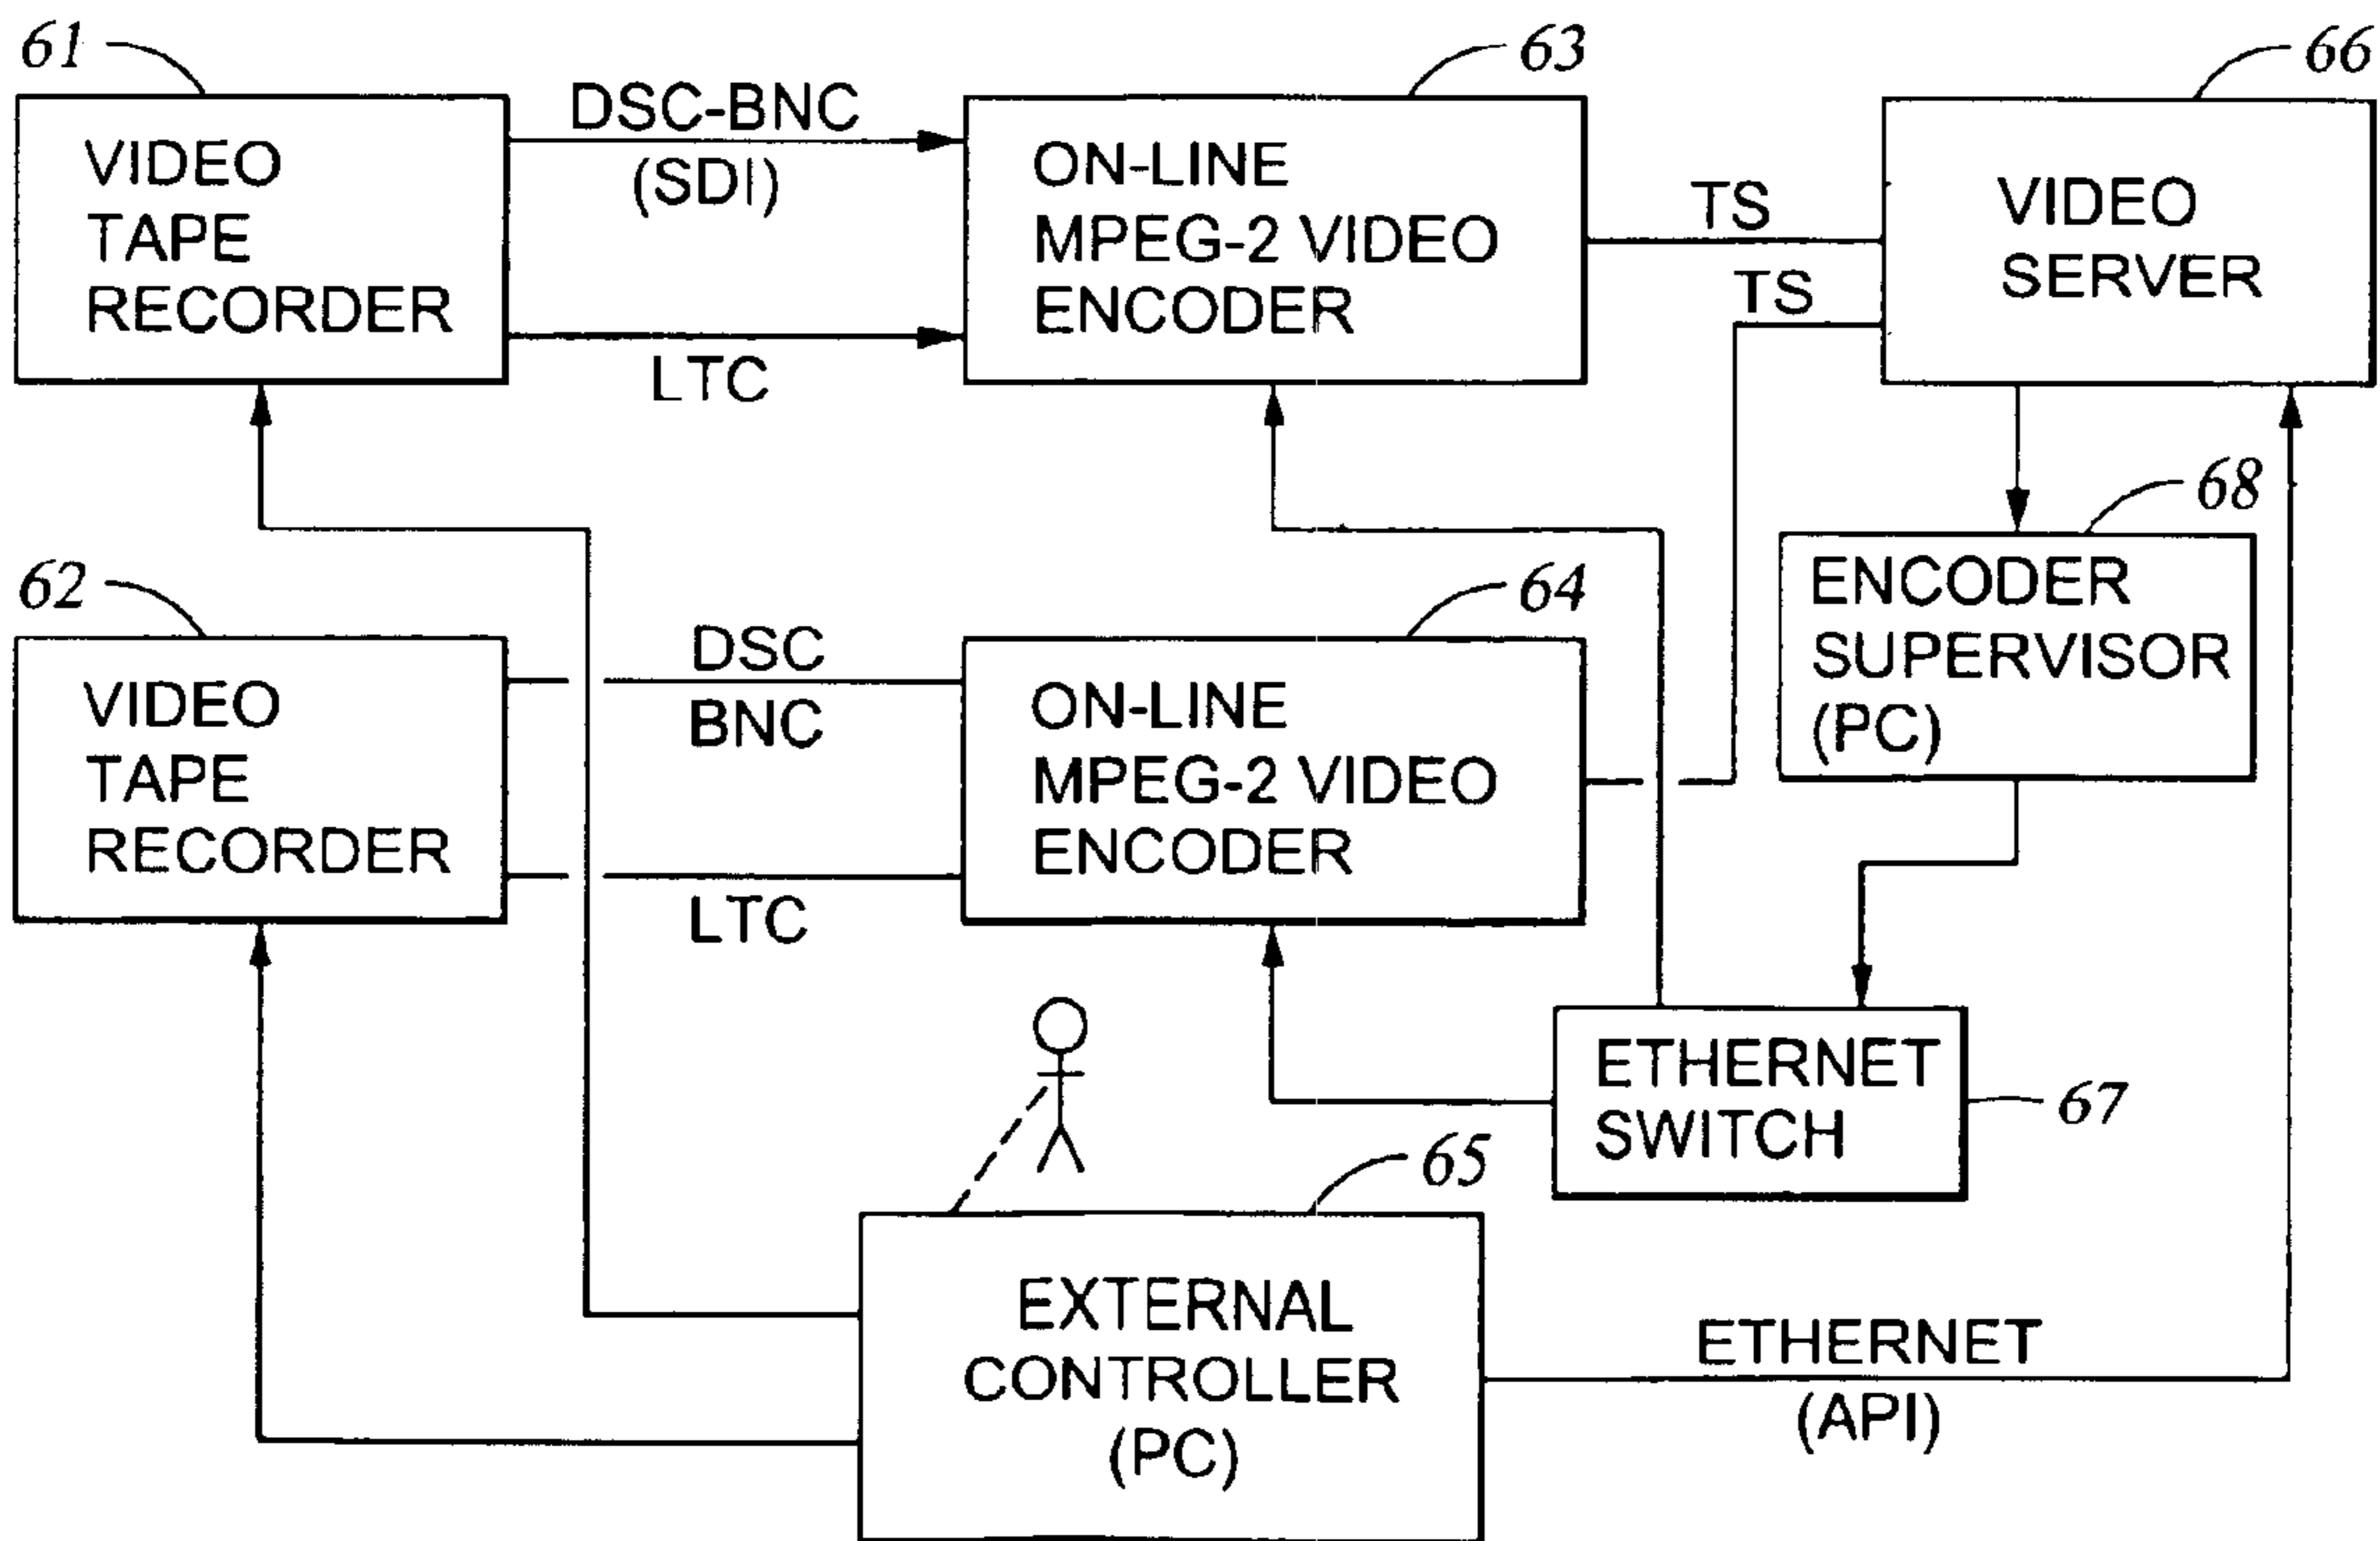 61
63
66
VIDEO
TAPE
RECORDER
DSC-BNC
(SDI)
LTC
ON-LINE
MPEG-2 VIDEO
ENCODER
TS
TS
VIDEO
SERVER
68
ENCODER
SUPERVISOR
(PC)
62
64
VIDEO
TAPE
RECORDER
DSC
BNC
LTC
ON-LINE
MPEG-2 VIDEO
ENCODER
ETHERNET
SWITCH
67
65
EXTERNAL
CONTROLLER
(PC)
ETHERNET
(API)